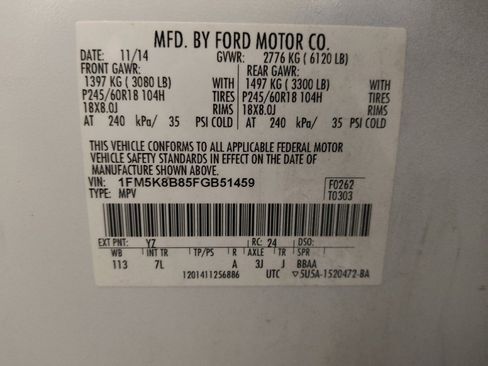 MFD. BY FORD MOTOR CO.
DATE: 11/14 GVWR: 2776 KG ( 6120 LB)
FRONT GAWR: REAR GAWR:
1397 KG ( 3080 LB) WITH 1497 KG ( 3300 LB) WITH
P245/60R18 104H TIRES P245/60R18 104H TIRES
18X8.0J RIMS 18X8.0J RIMS
AT 240 kPa/ 35 PSI COLD AT 240 kPa/ 35 PSI COLD
THIS VEHICLE CONFORMS TO ALL APPLICABLE FEDERAL MOTOR
VEHICLE SAFETY STANDARDS IN EFFECT ON THE DATE OF
MANUFACTURE SHOWN ABOVE.
VIN: 1FM5K8B85FGB51459 F0262
TYPE: MPV T0303
EXT PNT: YZ RC: 24 DSO:
WB INT TR TP/PS R AXLE TR SPR
113 7L A 3J J BBAA
1201411256886 UTC ▽5U5A-1520472-BA